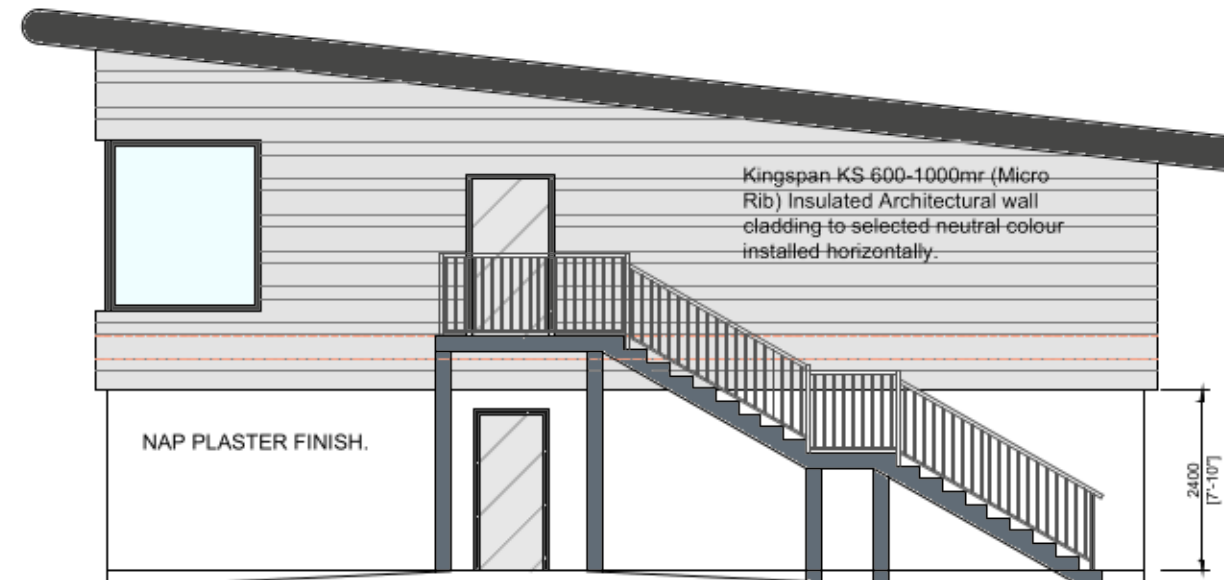 Kingspan KS 600-1000mr (Micro
Rib) Insulated Architectural wall
cladding to selected neutral colour
installed horizontally.
NAP PLASTER FINISH.
2400
[7'-10"]